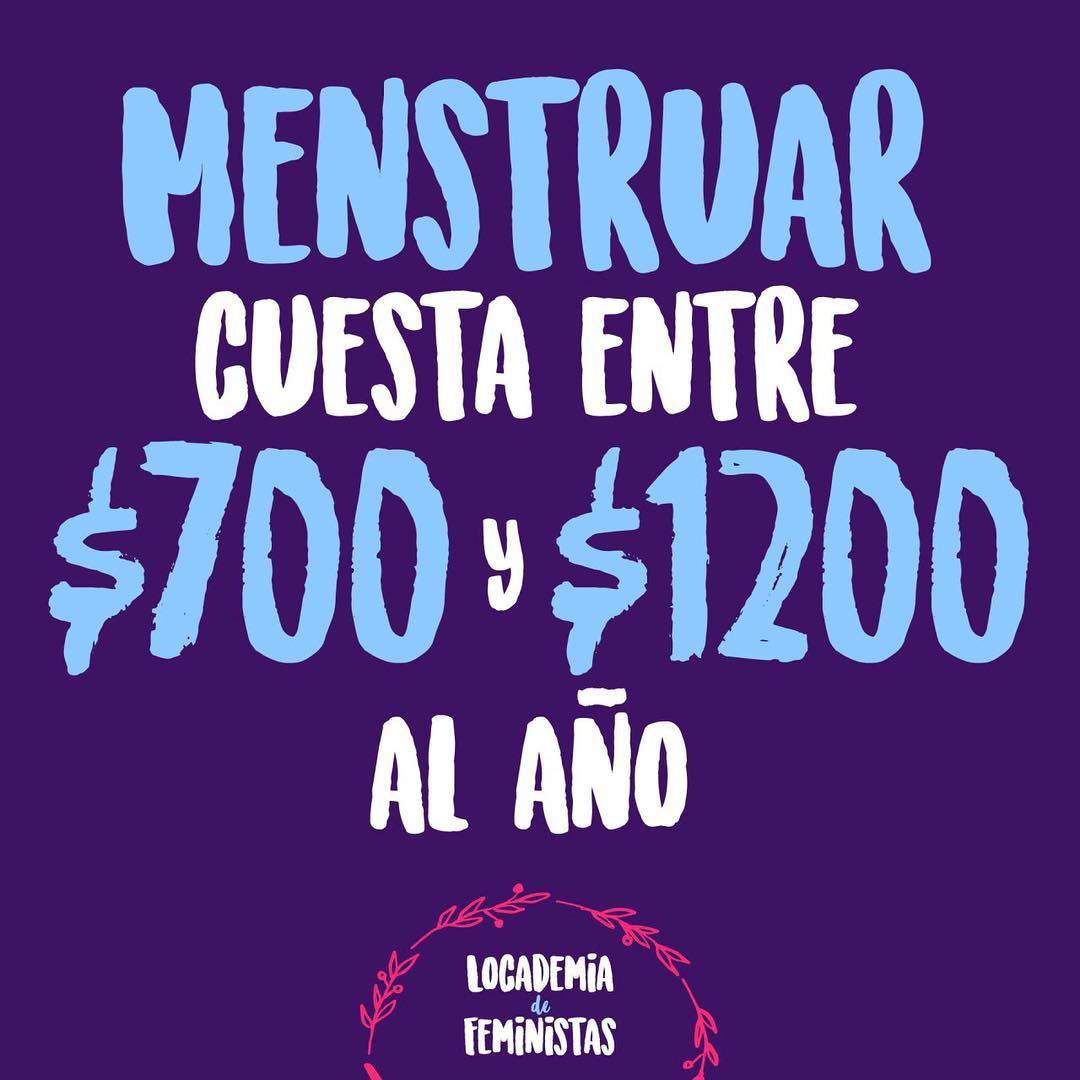 MENSTRUAR
CUESTA ENTRE
$700 y $1200
AL AÑO
LOCADEMiA
de
FEMiNiSTAS